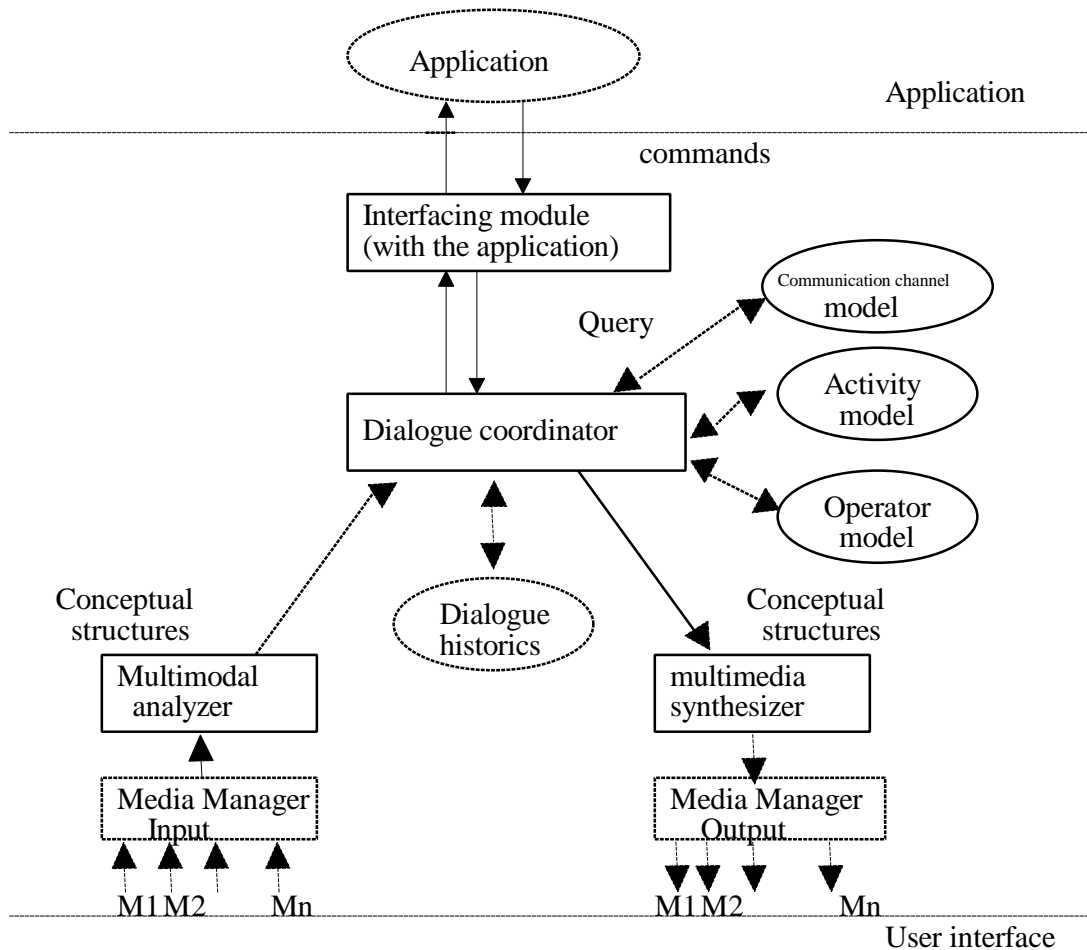 Application
Application
commands
Interfacing module
(with the application)
Communication channel
model
Query
Activity
model
Dialogue coordinator
Operator
model
Conceptual
structures
Dialogue
historics
Conceptual
structures
Multimodal
analyzer
multimedia
synthesizer
Media Manager
Input
Media Manager
Output
M1 M2 Mn
M1 M2 Mn
User interface